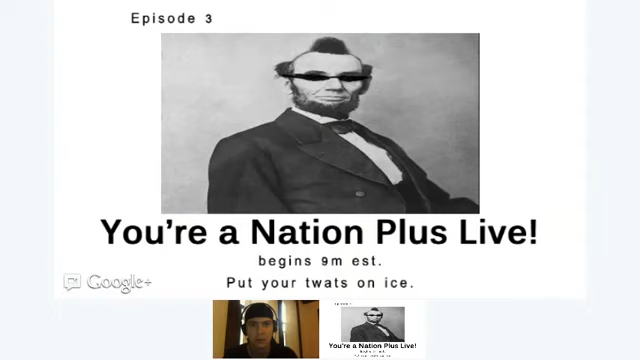 Episode 3
You're a Nation Plus Live!
begins 9m est.
Put your twats on ice.
Google+
You're a Nation Plus Live!